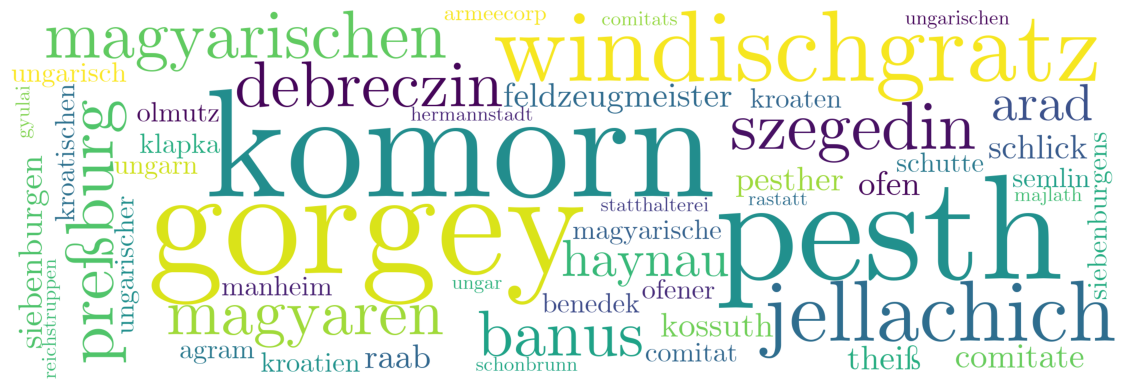 armeecorp
comitats
ungarischen
magyarischen
windischgratz
ungarisch
debreczin
feldzeugmeister
kroaten
arad
gyulai
kroatischen
olmutz
hermannstadt
szegedin
schlick
preßburg
klapka
komorn
schutte
ungarn
pesther
ofen
semlin
siebenburgens
siebenburgen
ungarischer
gorgey
statthalterei
rastatt
majlath
magyarische
pesth
haynau
manheim
ungar
ofener
reichstruppen
magyaren
benedek
jellachich
banus
kossuth
agram
kroatien
raab
schonbrunn
comitat
theiß
comitate